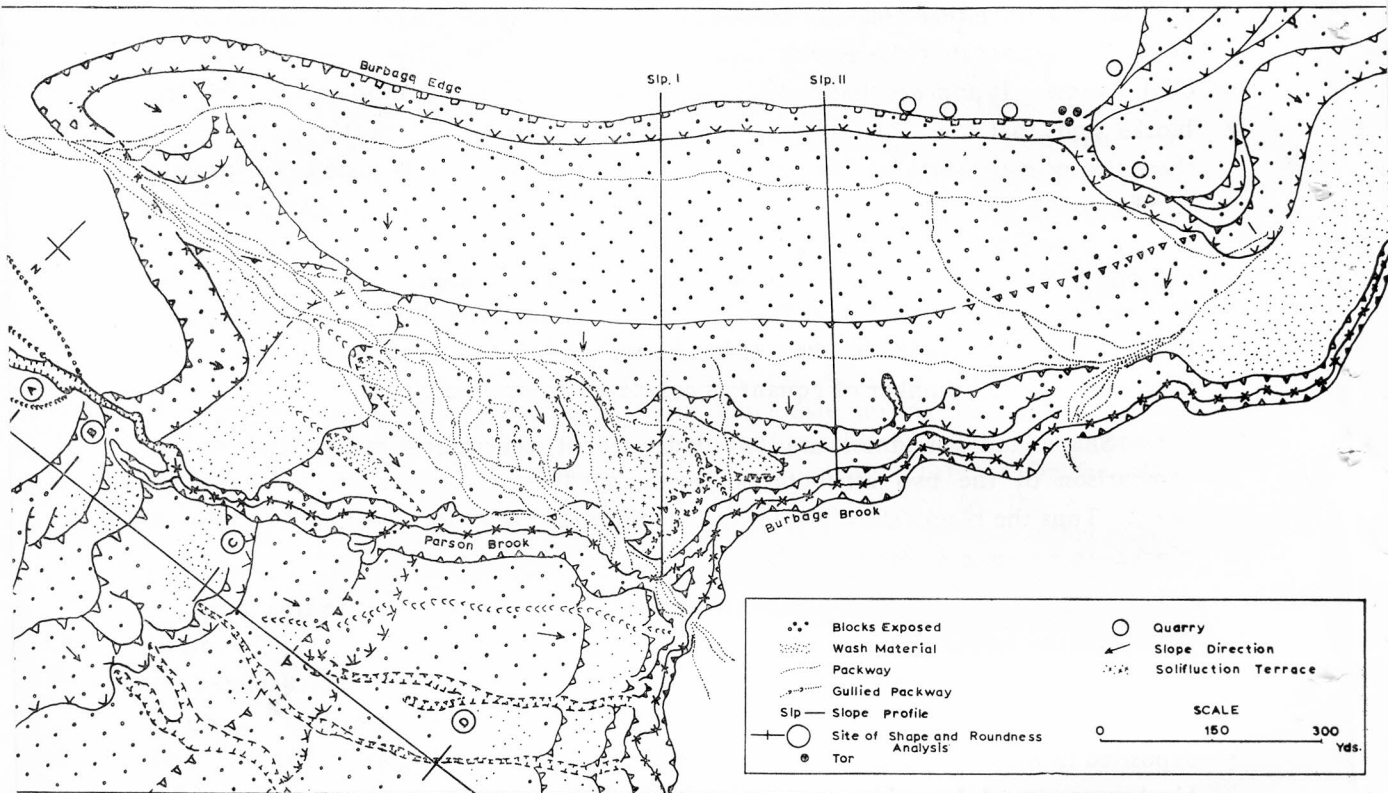 Burbage Edge
Slp. I
Slp. II
N
A
B
C
D
Parson Brook
Burbage Brook
Blocks Exposed
Wash Material
Packway
Gullied Packway
Slp Slope Profile
Site of Shape and Roundness
Analysis
Tor
Quarry
Slope Direction
Solifluction Terrace
SCALE
0 150 300
Yds.